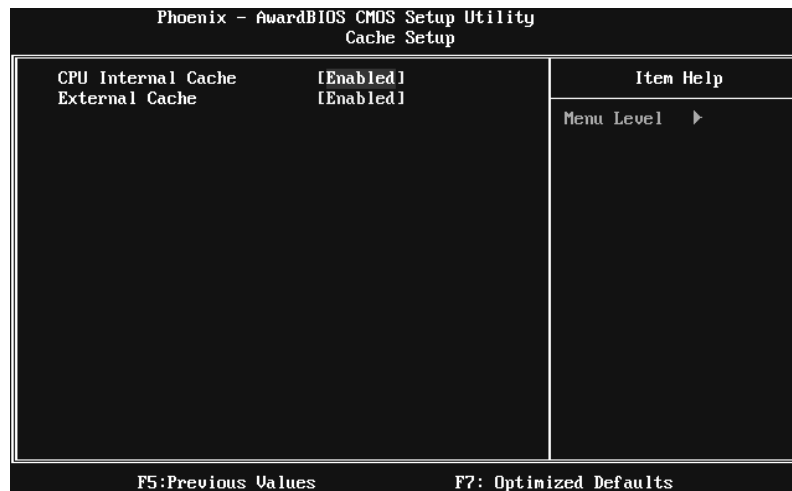 Phoenix - AwardBIOS CMOS Setup Utility
Cache Setup
CPU Internal Cache [Enabled]
External Cache [Enabled]
Item Help
Menu Level ▶
F5:Previous Values F7: Optimized Defaults